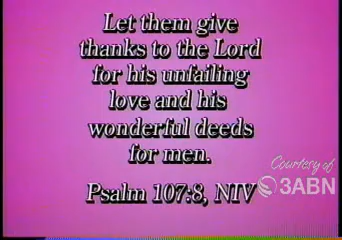 Let them give
thanks to the Lord
for his unfailing
love and his
wonderful deeds
for men.
Psalm 107:8, NIV
Courtesy of
3ABN